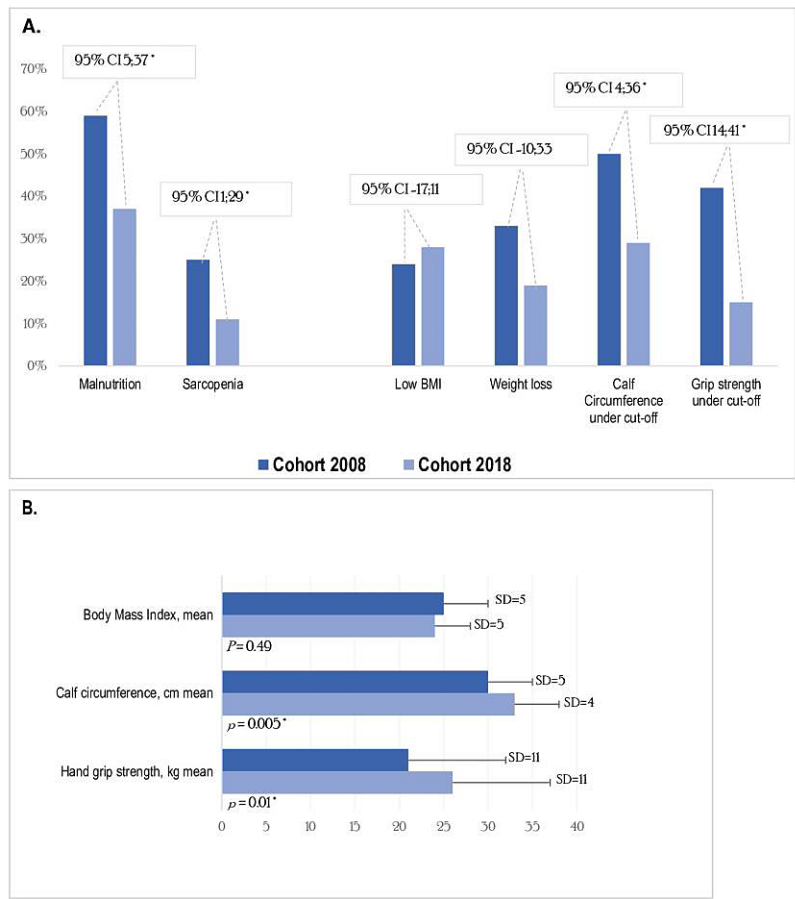 A.
95% CI 5;37*
95% CI 1;29*
95% CI -17;11
95% CI -10;33
95% CI 4;36*
95% CI 14;41*
70%
60%
50%
40%
30%
20%
10%
0%
Malnutrition
Sarcopenia
Low BMI
Weight loss
Calf
Circumference
under cut-off
Grip strength
under cut-off
Cohort 2008
Cohort 2018
B.
Body Mass Index, mean
SD=5
SD=5
P = 0.49
Calf circumference, cm mean
SD=5
SD=4
p = 0.005*
Hand grip strength, kg mean
SD=11
SD=11
p = 0.01*
0 5 10 15 20 25 30 35 40